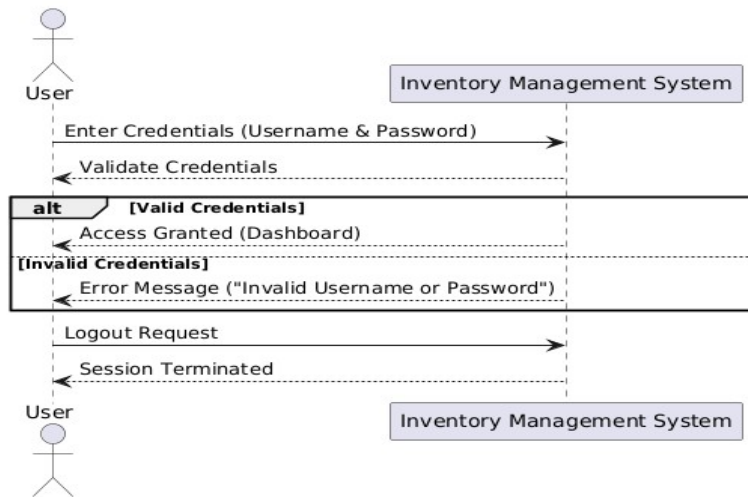 User
Inventory Management System
Enter Credentials (Username & Password)
Validate Credentials
alt [Valid Credentials]
Access Granted (Dashboard)
[Invalid Credentials]
Error Message ("Invalid Username or Password")
Logout Request
Session Terminated
User
Inventory Management System